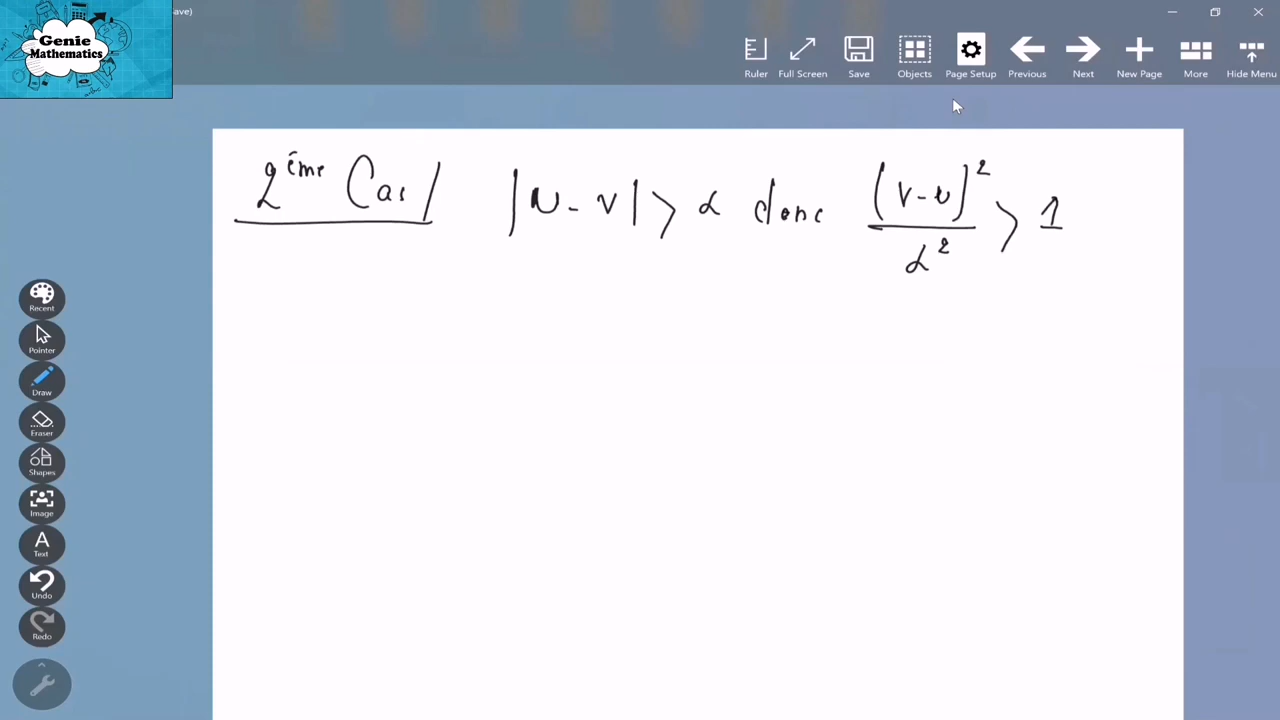 ave)
Genie
Mathematics
Ruler Full Screen Save Objects Page Setup Previous Next New Page More Hide Menu
2ème Cas/ |u - v| > α donc (v-u)²/α² > 1
Recent
Pointer
Draw
Eraser
Shapes
Image
Text
Undo
Redo